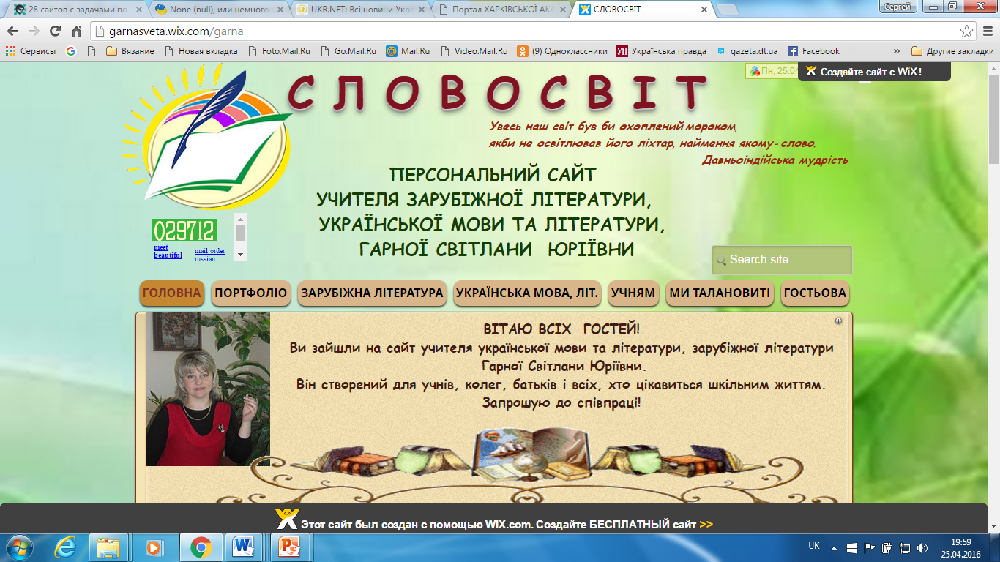 28 сайтов с задачами по
None (null), или немного
UKR.NET: Всі новини Укра
Портал ХАРКІВСЬКОЇ АКА
СЛОВОСВІТ
Сергей
garnasveta.wix.com/garna
Сервисы
Вязание
Новая вкладка
Foto.Mail.Ru
Go.Mail.Ru
Mail.Ru
Video.Mail.Ru
(9) Одноклассники
УП Українська правда
gazeta.dt.ua
Facebook
»
Другие закладки
Пн, 25.04
Создайте сайт с WiX!
СЛОВОСВІТ
Увесь наш світ був би охоплений мороком,
якби не освітлював його ліхтар, наймення якому- слово.
Давньоіндійська мудрість
ПЕРСОНАЛЬНИЙ САЙТ
УЧИТЕЛЯ ЗАРУБІЖНОЇ ЛІТЕРАТУРИ,
УКРАЇНСЬКОЇ МОВИ ТА ЛІТЕРАТУРИ,
ГАРНОЇ СВІТЛАНИ ЮРІЇВНИ
029712
meet
beautiful
mail order
russian
Search site
ГОЛОВНА
ПОРТФОЛІО
ЗАРУБІЖНА ЛІТЕРАТУРА
УКРАЇНСЬКА МОВА, ЛІТ.
УЧНЯМ
МИ ТАЛАНОВИТІ
ГОСТЬОВА
ВІТАЮ ВСІХ ГОСТЕЙ!
Ви зайшли на сайт учителя української мови та літератури, зарубіжної літератури
Гарної Світлани Юріївни.
Він створений для учнів, колег, батьків і всіх, хто цікавиться шкільним життям.
Запрошую до співпраці!
Этот сайт был создан с помощью WIX.com. Создайте БЕСПЛАТНЫЙ сайт >>
UK
19:59
25.04.2016